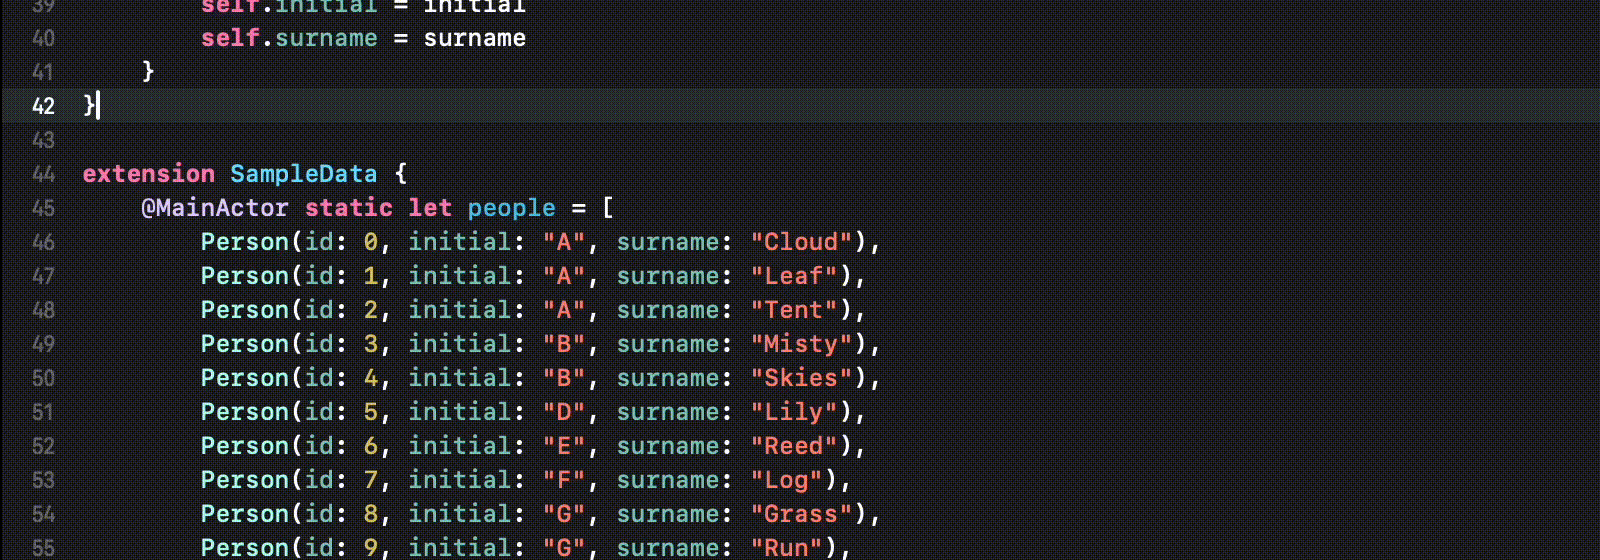 39 self.initial = initial
40 self.surname = surname
41 }
42 }
43
44 extension SampleData {
45 @MainActor static let people = [
46 Person(id: 0, initial: "A", surname: "Cloud"),
47 Person(id: 1, initial: "A", surname: "Leaf"),
48 Person(id: 2, initial: "A", surname: "Tent"),
49 Person(id: 3, initial: "B", surname: "Misty"),
50 Person(id: 4, initial: "B", surname: "Skies"),
51 Person(id: 5, initial: "D", surname: "Lily"),
52 Person(id: 6, initial: "E", surname: "Reed"),
53 Person(id: 7, initial: "F", surname: "Log"),
54 Person(id: 8, initial: "G", surname: "Grass"),
55 Person(id: 9, initial: "G", surname: "Run"),